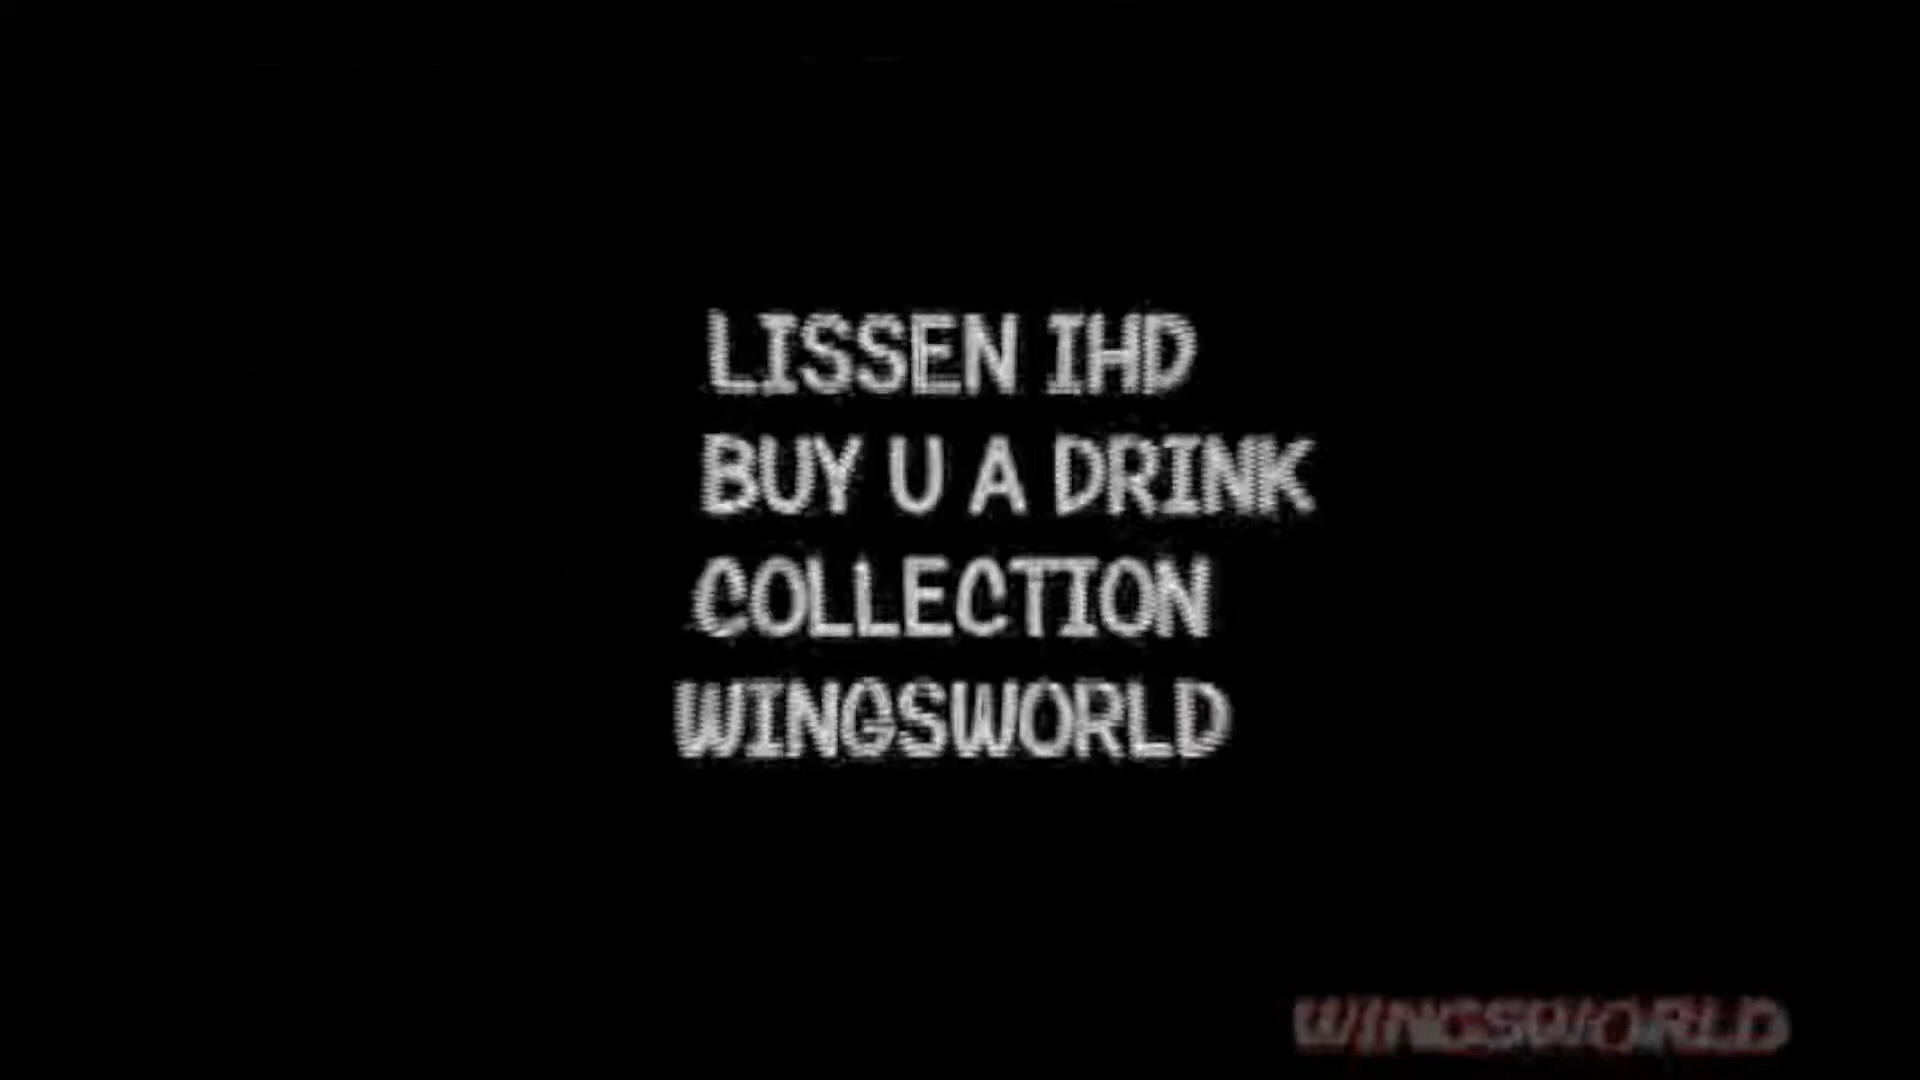 LISSEN IHD
BUY U A DRINK
COLLECTION
WINGSWORLD
WINGSWORLD